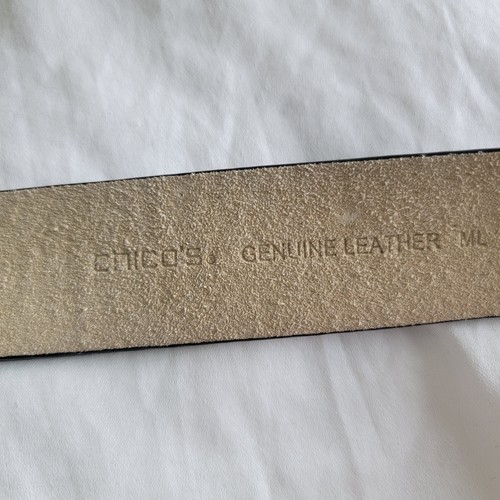 CHICO'S. GENUINE LEATHER ML